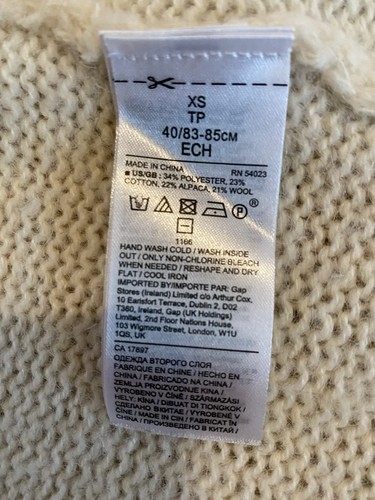 XS
TP
40/83-85CM
ECH
MADE IN CHINA RN 54023
■ US/GB : 34% POLYESTER, 23%
COTTON, 22% ALPACA, 21% WOOL
P ®
1166
HAND WASH COLD / WASH INSIDE
OUT / ONLY NON-CHLORINE BLEACH
WHEN NEEDED / RESHAPE AND DRY
FLAT / COOL IRON
IMPORTED BY/IMPORTE PAR: Gap
Stores (Ireland) Limited c/o Arthur Cox,
10 Earlsfort Terrace, Dublin 2, D02
T380, Ireland, Gap (UK Holdings)
Limited, 2nd Floor Nations House,
103 Wigmore Street, London, W1U
1QS, UK
CA 17897
ОДЕЖДА ВТОРОГО СЛОЯ
FABRIQUE EN CHINE / HECHO EN
CHINA / FABRICADO NA CHINA /
ZEMLJA PROIZVODNJE KINA /
VYROBENO V ČÍNĚ / SZÁRMAZÁSI
HELY: KÍNA / DIBUAT DI TIONGKOK /
СДЕЛАНО В КИТАЕ / VYROBENÉ V
ČÍNE / MADE IN CN / FABRICAT ÎN
CHINA / ПРОИЗВЕДЕНО В КИТАЙ /